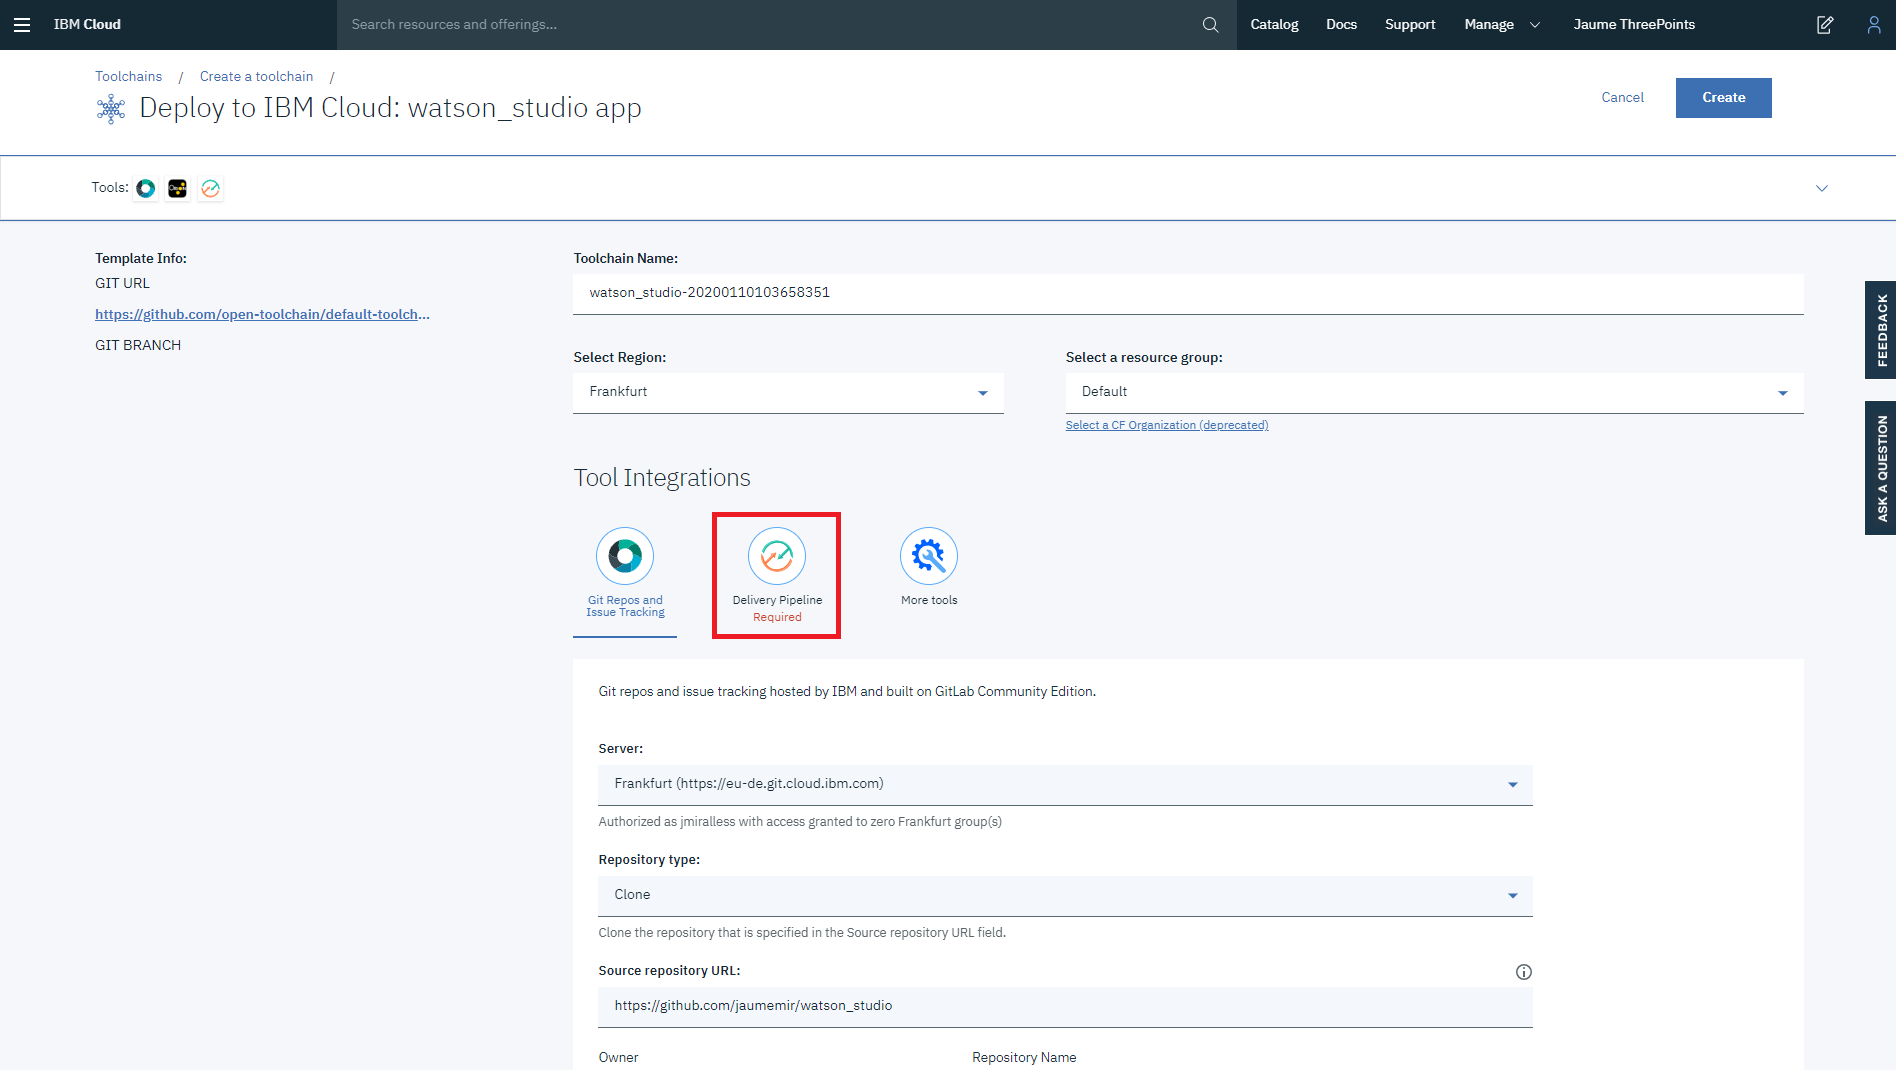 IBM Cloud
Search resources and offerings...
Catalog
Docs
Support
Manage
Jaume ThreePoints
Toolchains / Create a toolchain /
Deploy to IBM Cloud: watson_studio app
Cancel
Create
Tools:
Template Info:
GIT URL
https://github.com/open-toolchain/default-toolch...
GIT BRANCH
Toolchain Name:
watson_studio-20200110103658351
Select Region:
Frankfurt
Select a resource group:
Default
Select a CF Organization (deprecated)
FEEDBACK
ASK A QUESTION
Tool Integrations
Git Repos and
Issue Tracking
Delivery Pipeline
Required
More tools
Git repos and issue tracking hosted by IBM and built on GitLab Community Edition.
Server:
Frankfurt (https://eu-de.git.cloud.ibm.com)
Authorized as jmiralless with access granted to zero Frankfurt group(s)
Repository type:
Clone
Clone the repository that is specified in the Source repository URL field.
Source repository URL:
https://github.com/jaumemir/watson_studio
Owner
Repository Name